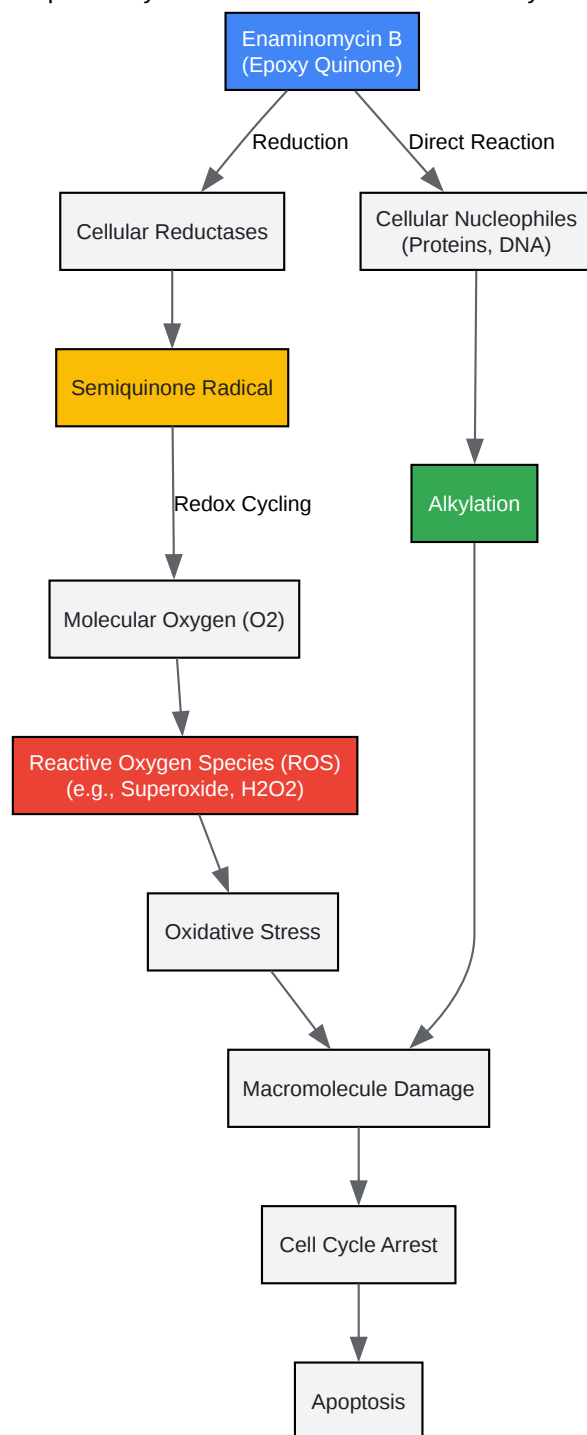 Enaminomycin B
(Epoxy Quinone)
Reduction
Direct Reaction
Cellular Reductases
Cellular Nucleophiles
(Proteins, DNA)
Semiquinone Radical
Alkylation
Redox Cycling
Molecular Oxygen (O2)
Reactive Oxygen Species (ROS)
(e.g., Superoxide, H2O2)
Oxidative Stress
Macromolecule Damage
Cell Cycle Arrest
Apoptosis